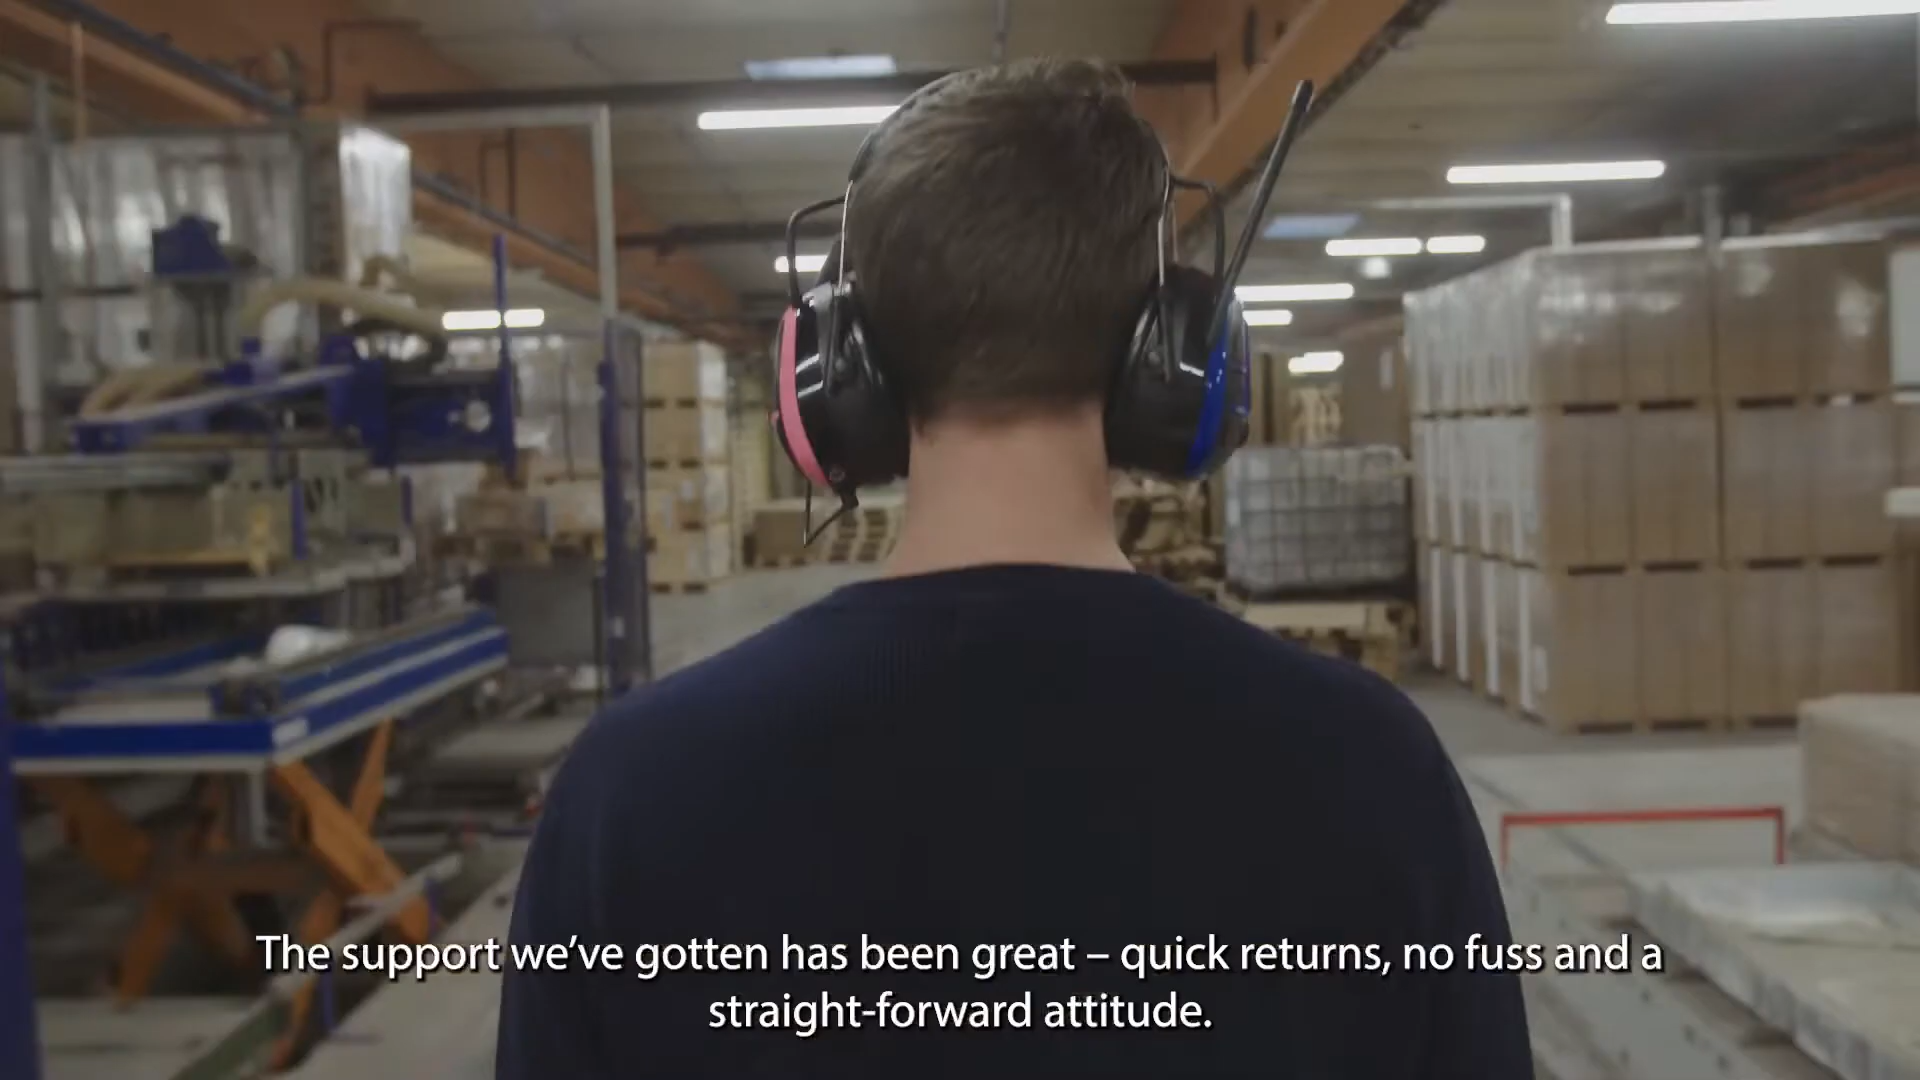 The support we’ve gotten has been great – quick returns, no fuss and a
straight-forward attitude.